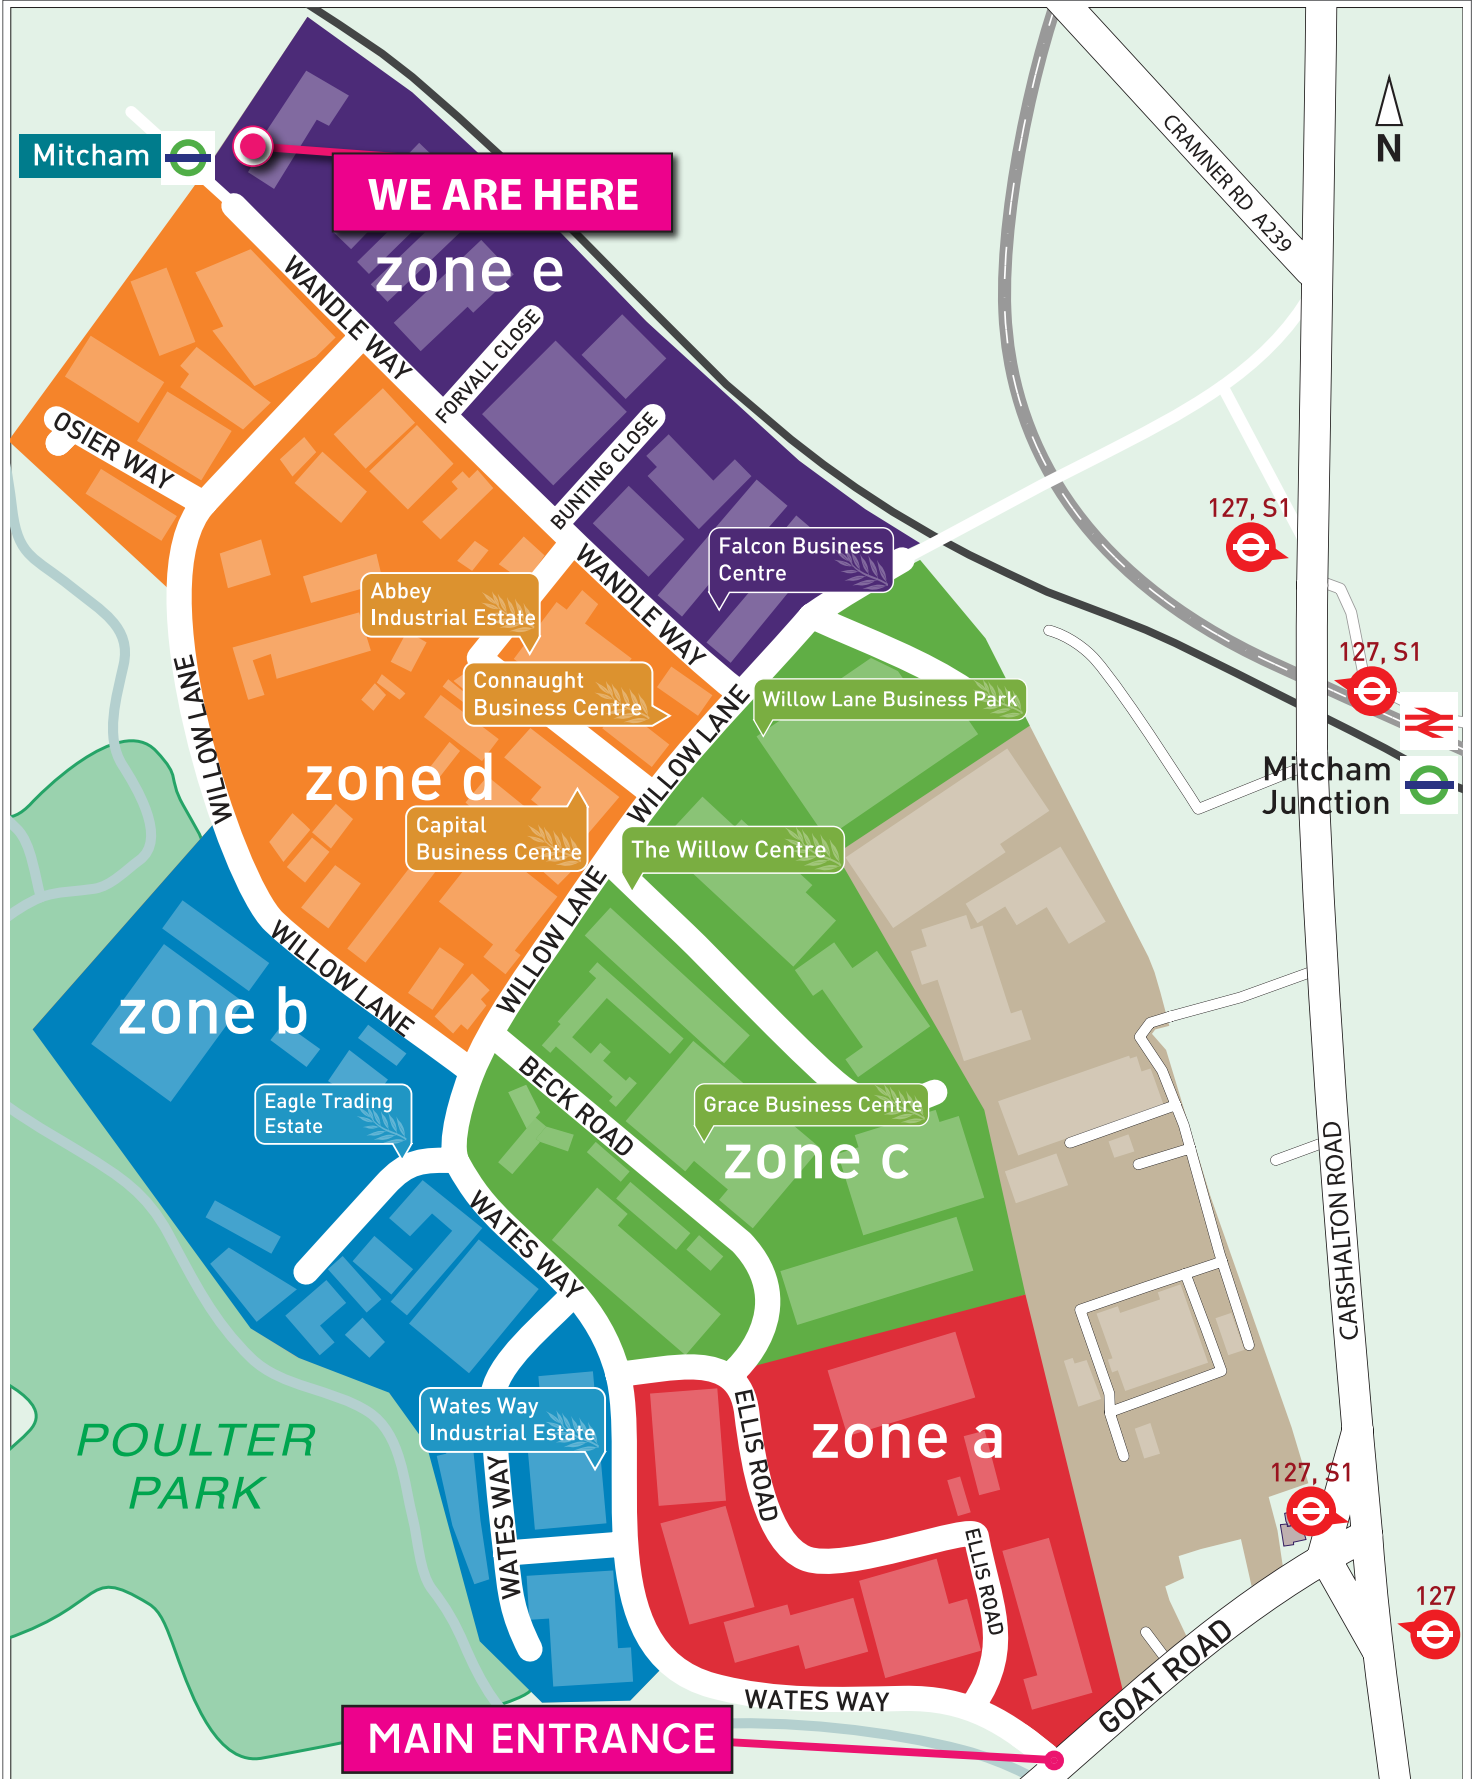 Mitcham
WE ARE HERE
zone e
N
CRAMNER RD A239
WANDLE WAY
FORVALL CLOSE
OSIER WAY
BUNTING CLOSE
127, S1
Falcon Business
Centre
WANDLE WAY
Abbey
Industrial Estate
Connaught
Business Centre
Willow Lane Business Park
127, S1
WILLOW LANE
WILLOW LANE
zone d
Mitcham
Junction
Capital
Business Centre
The Willow Centre
WILLOW LANE
WILLOW LANE
zone b
BECK ROAD
Eagle Trading
Estate
Grace Business Centre
zone c
WATES WAY
CARSHALTON ROAD
Wates Way
Industrial Estate
ELLIS ROAD
zone a
POULTER
PARK
127, S1
WATES WAY
ELLIS ROAD
127
GOAT ROAD
WATES WAY
MAIN ENTRANCE